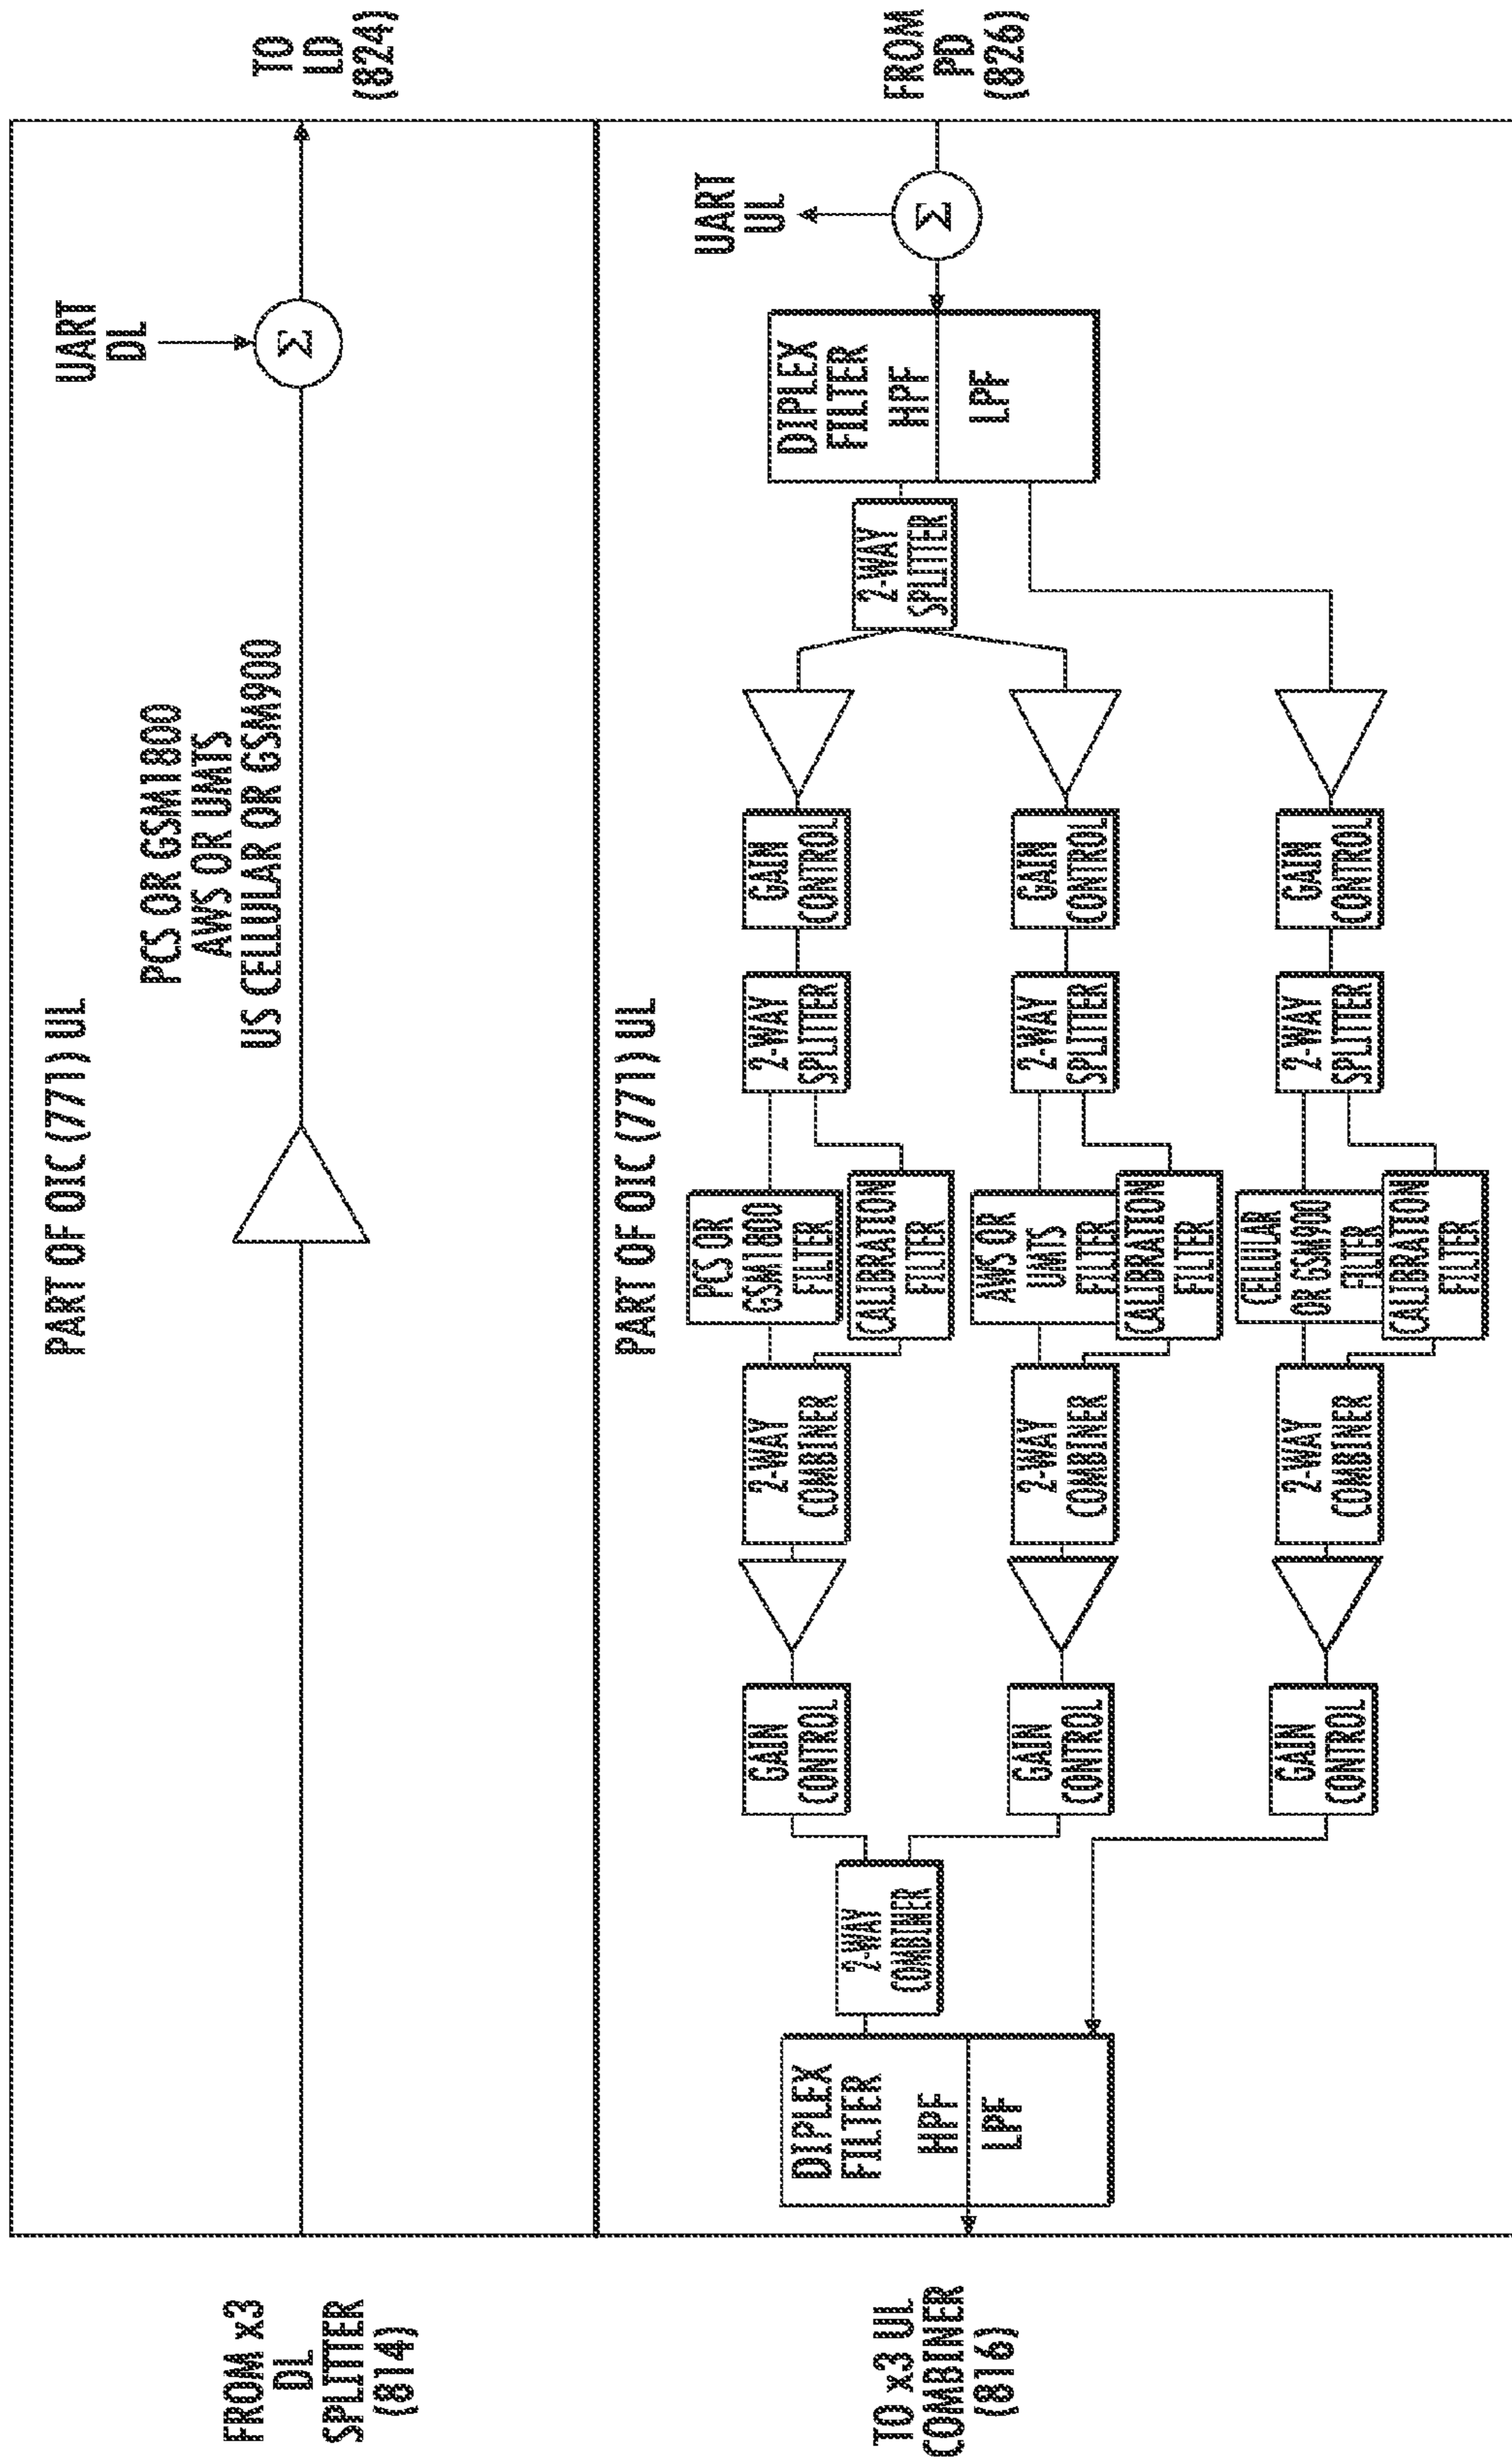 PART OF OIC (771) UL
FROM x3
DL
SPLITTER
(814)
PCS OR GSM1800
AWS OR UMTS
US CELLULAR OR GSM900
UART
DL
Σ
TO
LD
(824)
PART OF OIC (771) UL
TO x3 UL
COMBINER
(816)
DIPLEX
FILTER
HPF
LPF
2-WAY
COMBINER
GAIN
CONTROL
2-WAY
COMBINER
PCS OR
GSM1800
FILTER
CALIBRATION
FILTER
2-WAY
SPLITTER
GAIN
CONTROL
GAIN
CONTROL
2-WAY
COMBINER
AWS OR
UMTS
FILTER
CALIBRATION
FILTER
2-WAY
SPLITTER
GAIN
CONTROL
GAIN
CONTROL
2-WAY
COMBINER
CELLULAR
OR GSM900
FILTER
CALIBRATION
FILTER
2-WAY
SPLITTER
GAIN
CONTROL
2-WAY
SPLITTER
DIPLEX
FILTER
HPF
LPF
UART
UL
Σ
FROM
PD
(826)